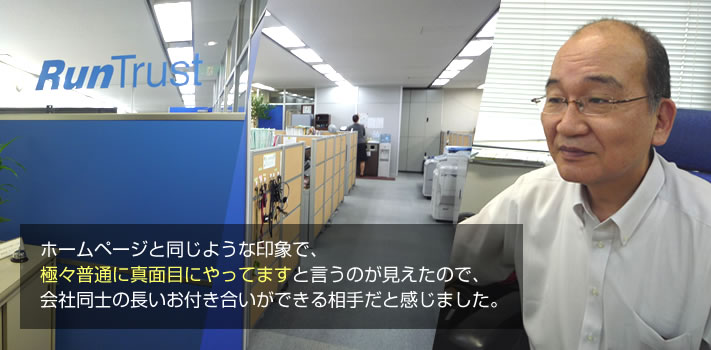 RunTrust
ホームページと同じような印象で、
極々普通に真面目にやってますと言うのが見えたので、
会社同士の長いお付き合いができる相手だと感じました。